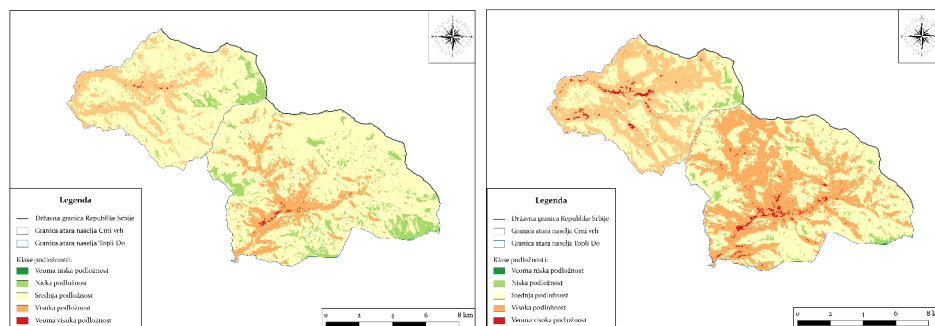 Legenda
Državna granica Republike Srbije
Granica atara naselja Crni vrh
Granica atara naselja Topli Do
Klase podložnosti:
Veoma niska podložnost
Niska podložnost
Srednja podložnost
Visoka podložnost
Veoma visoka podložnost
0 2 4 6 8 km
Legenda
Državna granica Republike Srbije
Granica atara naselja Crni vrh
Granica atara naselja Topli Do
Klase podložnosti:
Veoma niska podložnost
Niska podložnost
Srednja podložnost
Visoka podložnost
Veoma visoka podložnost
0 2 4 6 8 k